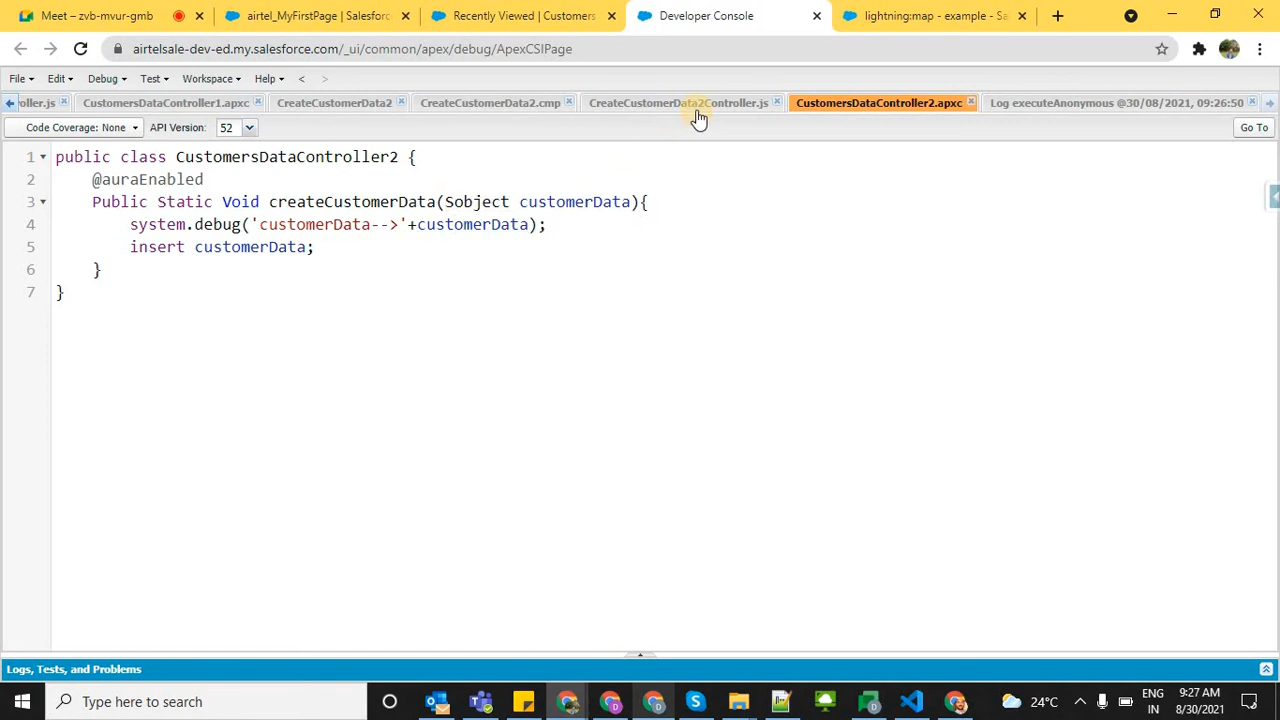 Meet – zvb-mvur-gmb
airtel_MyFirstPage | Salesforc
Recently Viewed | Customers
Developer Console
lightning:map - example - Sa
airtelsale-dev-ed.my.salesforce.com/_ui/common/apex/debug/ApexCSIPage
File Edit Debug Test Workspace Help < >
roller.js CustomersDataController1.apxc CreateCustomerData2 CreateCustomerData2.cmp CreateCustomerData2Controller.js CustomersDataController2.apxc Log executeAnonymous @30/08/2021, 09:26:50
Code Coverage: None API Version: 52 Go To
1 public class CustomersDataController2 {
2 @auraEnabled
3 Public Static Void createCustomerData(Sobject customerData){
4 system.debug('customerData-->'+customerData);
5 insert customerData;
6 }
7 }
Logs, Tests, and Problems
Type here to search
24°C
ENG
IN
9:27 AM
8/30/2021